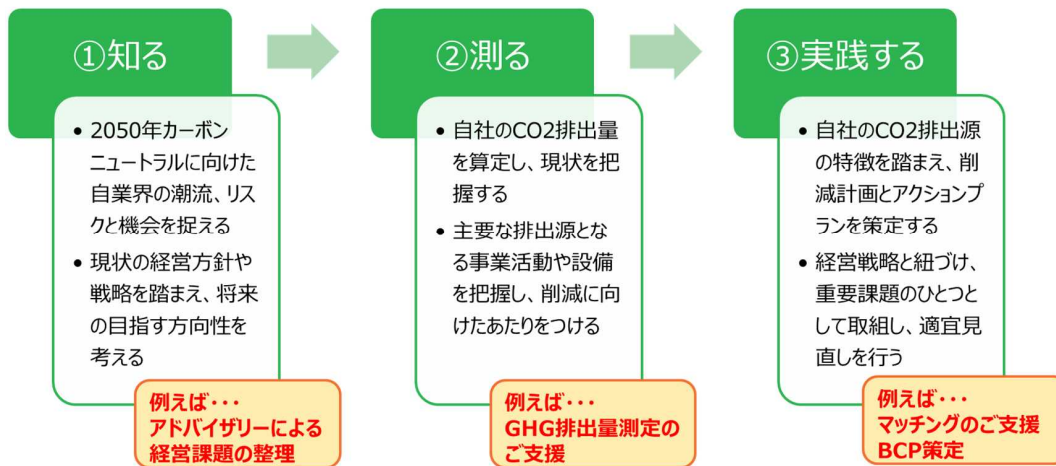 ①知る
• 2050年カーボン
ニュートラルに向けた
自業界の潮流、リス
クと機会を捉える
• 現状の経営方針や
戦略を踏まえ、将来
の目指す方向性を
考える
例えば・・・
アドバイザリーによる
経営課題の整理
②測る
• 自社のCO2排出量
を算定し、現状を把
握する
• 主要な排出源とな
る事業活動や設備
を把握し、削減に向
けたあたりをつける
例えば・・・
GHG排出量測定の
ご支援
③実践する
• 自社のCO2排出源
の特徴を踏まえ、削
減計画とアクションプ
ランを策定する
• 経営戦略と紐づけ、
重要課題のひとつと
して取組し、適宜見
直しを行う
例えば・・・
マッチングのご支援
BCP策定